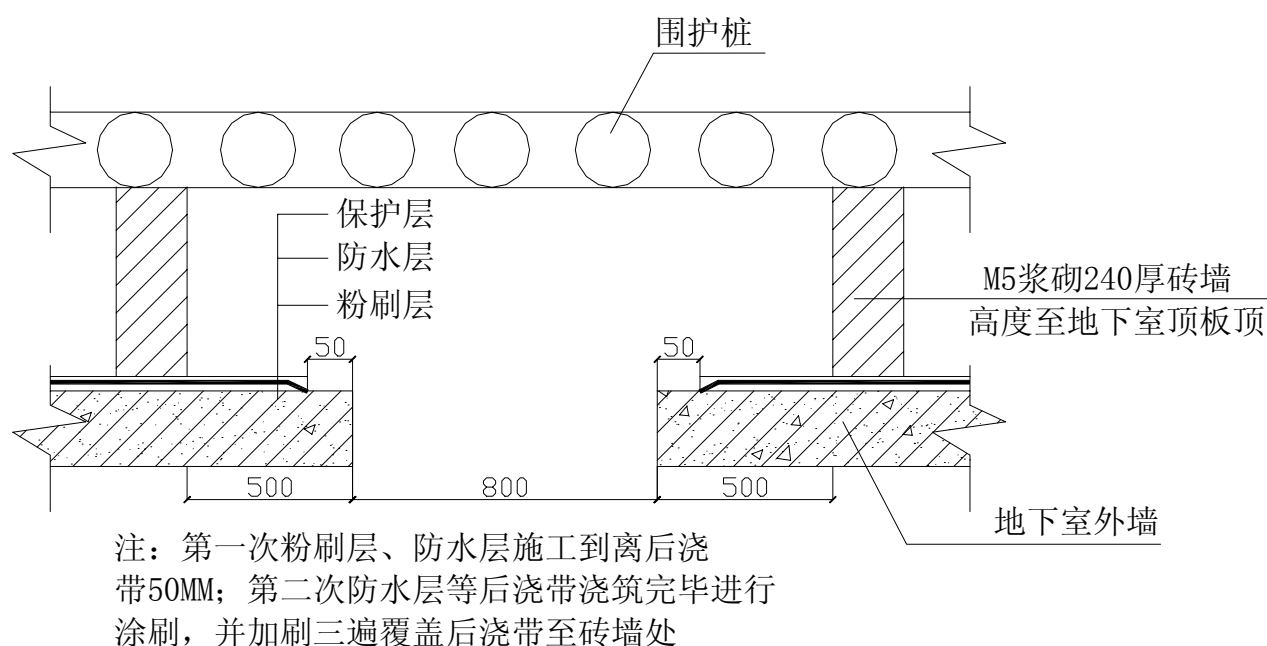 围护桩
保护层
防水层
粉刷层
M5浆砌240厚砖墙
高度至地下室顶板顶
50
50
500
800
500
地下室外墙
注：第一次粉刷层、防水层施工到离后浇
带50MM；第二次防水层等后浇带浇筑完毕进行
涂刷，并加刷三遍覆盖后浇带至砖墙处